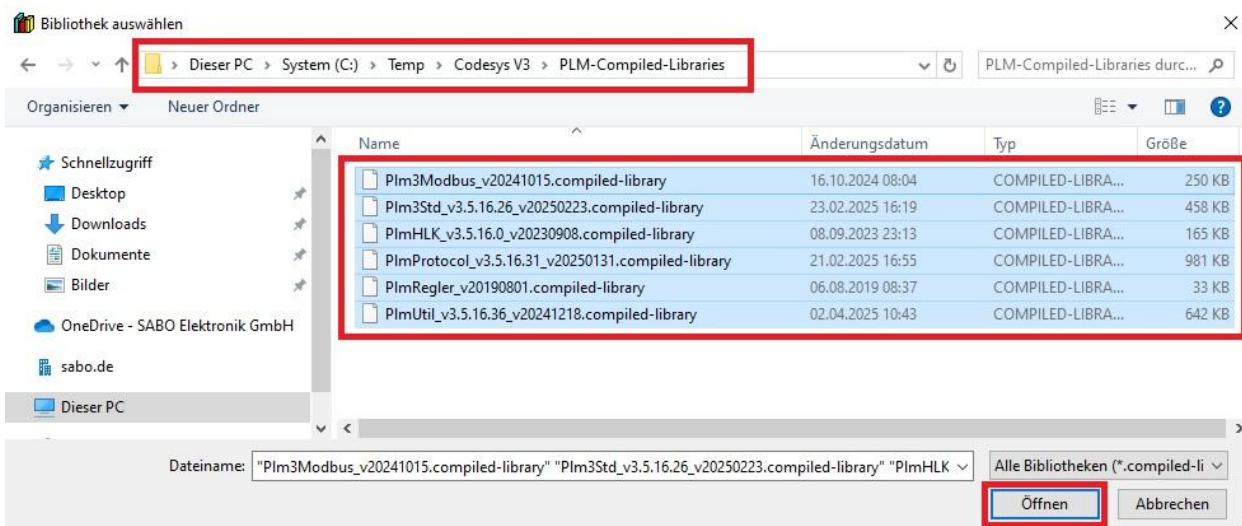 Bibliothek auswählen
Dieser PC > System (C:) > Temp > Codesys V3 > PLM-Compiled-Libraries
PLM-Compiled-Libraries durc...
Organisieren Neuer Ordner
Name Änderungsdatum Typ Größe
Schnellzugriff
Plm3Modbus_v20241015.compiled-library 16.10.2024 08:04 COMPILED-LIBRA... 250 KB
Desktop
Plm3Std_v3.5.16.26_v20250223.compiled-library 23.02.2025 16:19 COMPILED-LIBRA... 458 KB
Downloads
PlmHLK_v3.5.16.0_v20230908.compiled-library 08.09.2023 23:13 COMPILED-LIBRA... 165 KB
Dokumente
PlmProtocol_v3.5.16.31_v20250131.compiled-library 21.02.2025 16:55 COMPILED-LIBRA... 981 KB
Bilder
PlmRegler_v20190801.compiled-library 06.08.2019 08:37 COMPILED-LIBRA... 33 KB
PlmUtil_v3.5.16.36_v20241218.compiled-library 02.04.2025 10:43 COMPILED-LIBRA... 642 KB
OneDrive - SABO Elektronik GmbH
sabo.de
Dieser PC
Dateiname: "Plm3Modbus_v20241015.compiled-library" "Plm3Std_v3.5.16.26_v20250223.compiled-library" "PlmHLK
Alle Bibliotheken (*.compiled-li
Öffnen Abbrechen